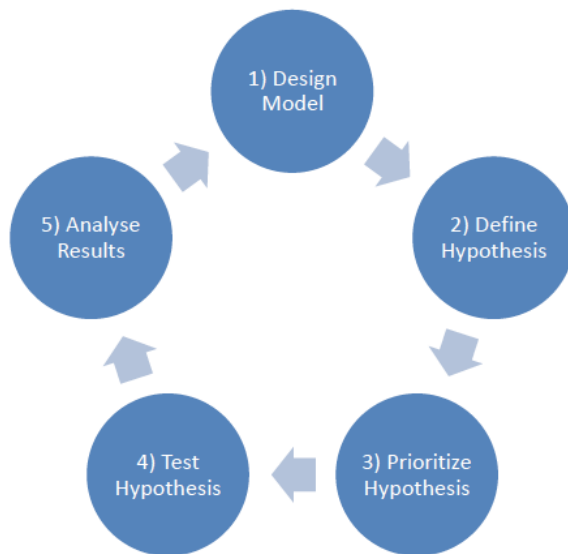 1) Design
Model
2) Define
Hypothesis
3) Prioritize
Hypothesis
4) Test
Hypothesis
5) Analyse
Results